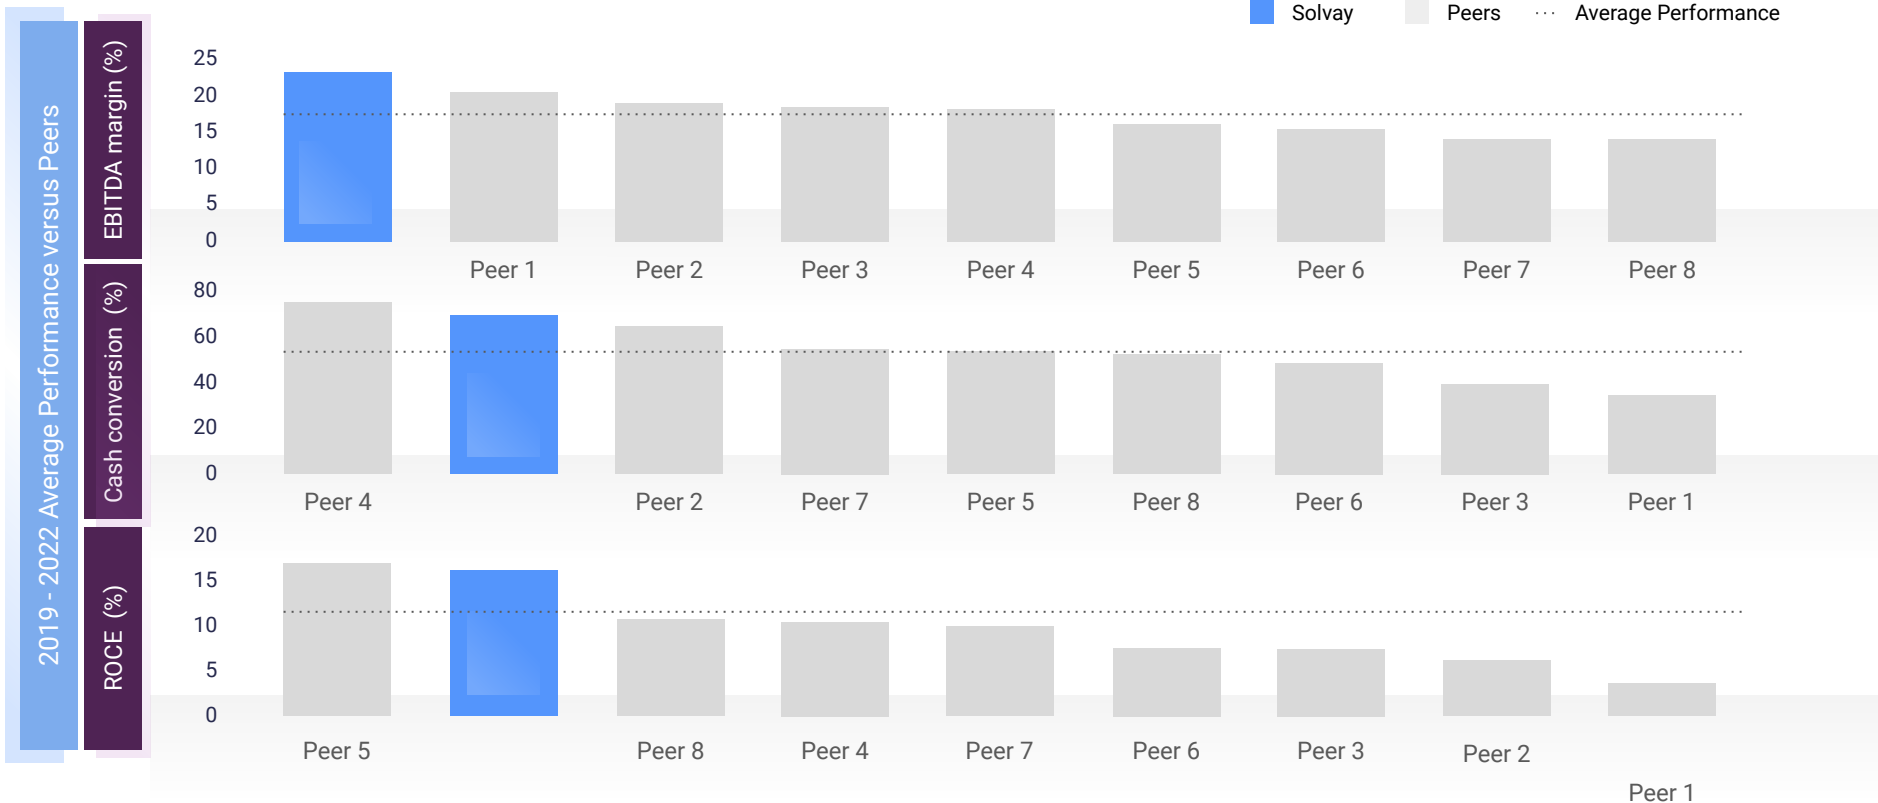 Solvay
Peers
Average Performance
2019 - 2022 Average Performance versus Peers
EBITDA margin (%)
25
20
15
10
5
0
Peer 1
Peer 2
Peer 3
Peer 4
Peer 5
Peer 6
Peer 7
Peer 8
Cash conversion (%)
80
60
40
20
0
Peer 4
Peer 2
Peer 7
Peer 5
Peer 8
Peer 6
Peer 3
Peer 1
ROCE (%)
20
15
10
5
0
Peer 5
Peer 8
Peer 4
Peer 7
Peer 6
Peer 3
Peer 2
Peer 1